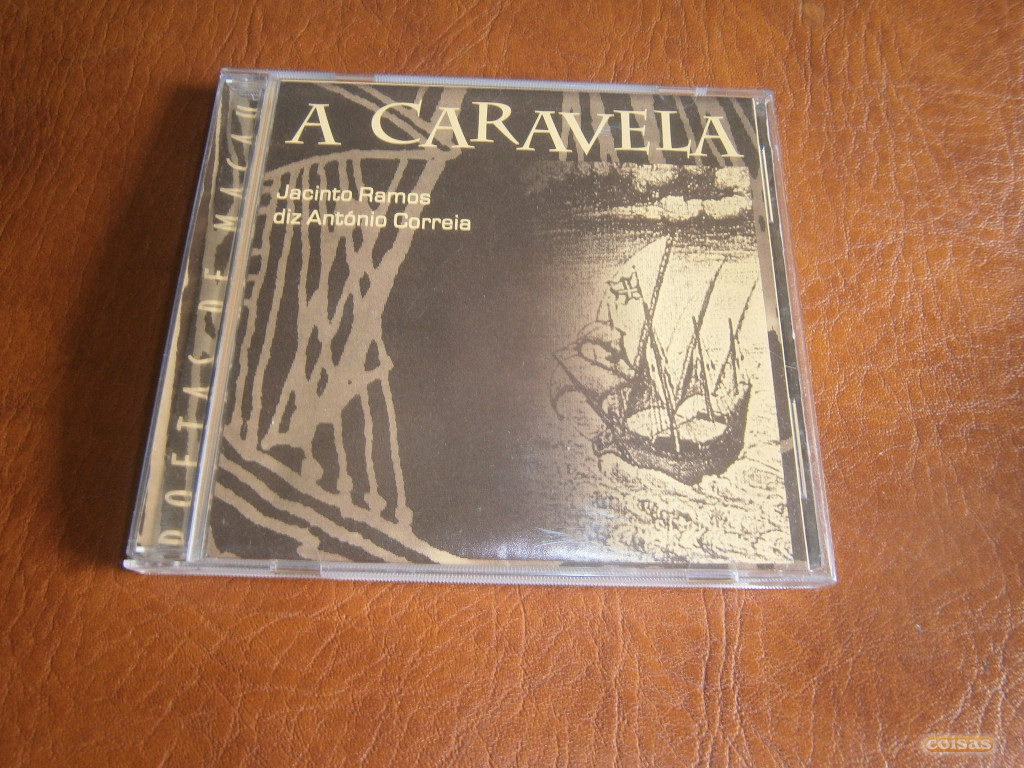 A CARAVELA
Jacinto Ramos
diz António Correia
POETAS DE MACAU
coisas